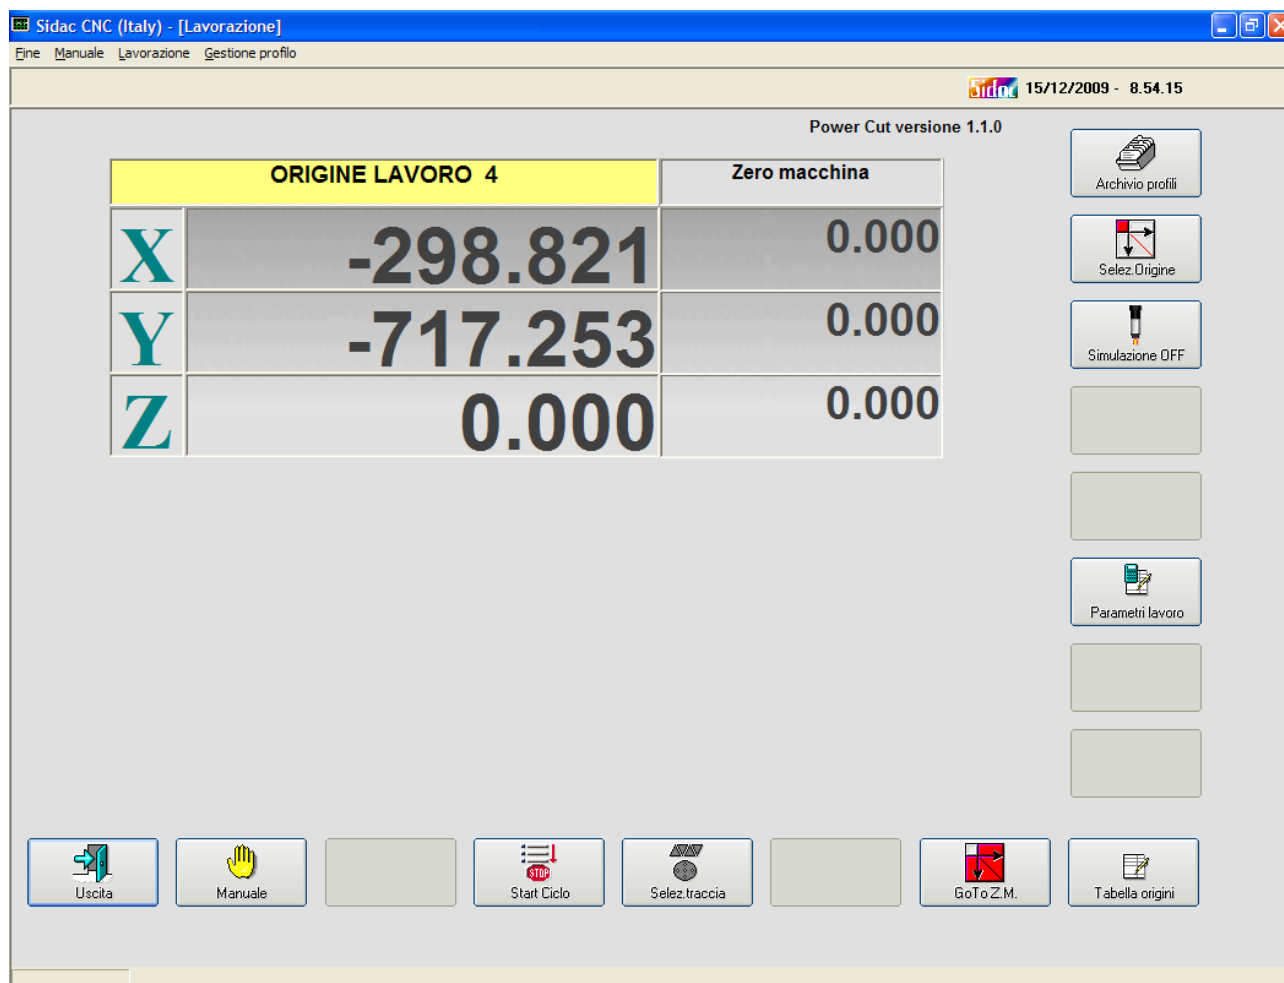 Sidac CNC (Italy) - [Lavorazione]
Fine Manuale Lavorazione Gestione profilo
Sidac 15/12/2009 - 8.54.15
Power Cut versione 1.1.0
ORIGINE LAVORO 4 Zero macchina
X -298.821 0.000
Y -717.253 0.000
Z 0.000 0.000
Archivio profili
Selez.Origine
Simulazione OFF
Parametri lavoro
Uscita Manuale STOP Start Ciclo Selez.traccia GoTo Z.M. Tabella origini